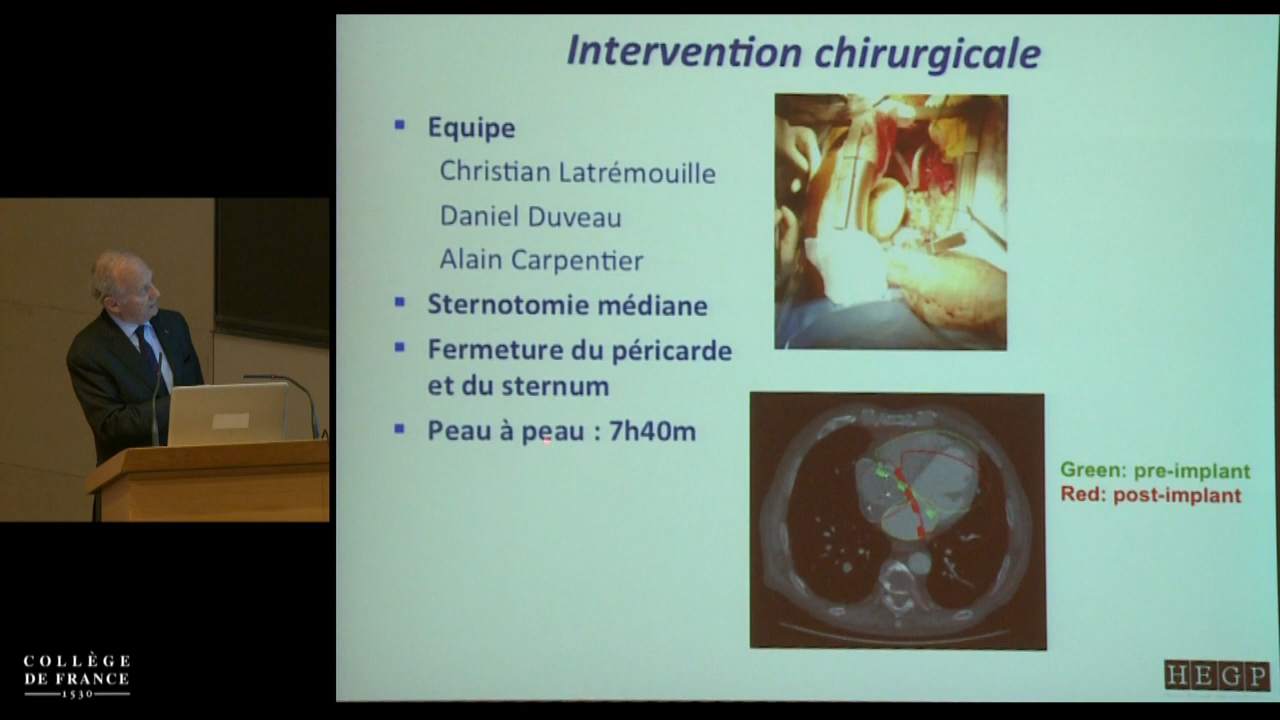 Intervention chirurgicale
Equipe
Christian Latrémouille
Daniel Duveau
Alain Carpentier
Sternotomie médiane
Fermeture du péricarde
et du sternum
Peau à peau : 7h40m
Green: pre-implant
Red: post-implant
HEGP
COLLÈGE
DE FRANCE
1530